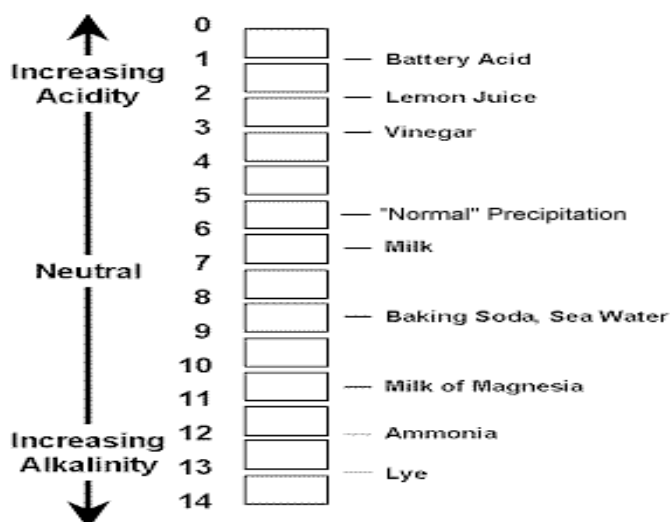 0
1
Battery Acid
Increasing
Acidity
2
Lemon Juice
3
Vinegar
4
5
"Normal" Precipitation
6
Milk
7
Neutral
8
Baking Soda, Sea Water
9
10
Milk of Magnesia
11
12
Ammonia
Increasing
Alkalinity
13
Lye
14